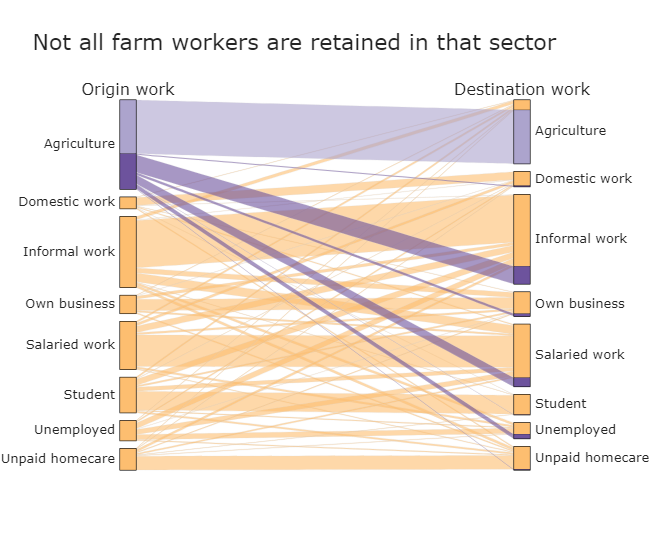 Not all farm workers are retained in that sector
Origin work
Destination work
Agriculture
Domestic work
Informal work
Own business
Salaried work
Student
Unemployed
Unpaid homecare
Agriculture
Domestic work
Informal work
Own business
Salaried work
Student
Unemployed
Unpaid homecare